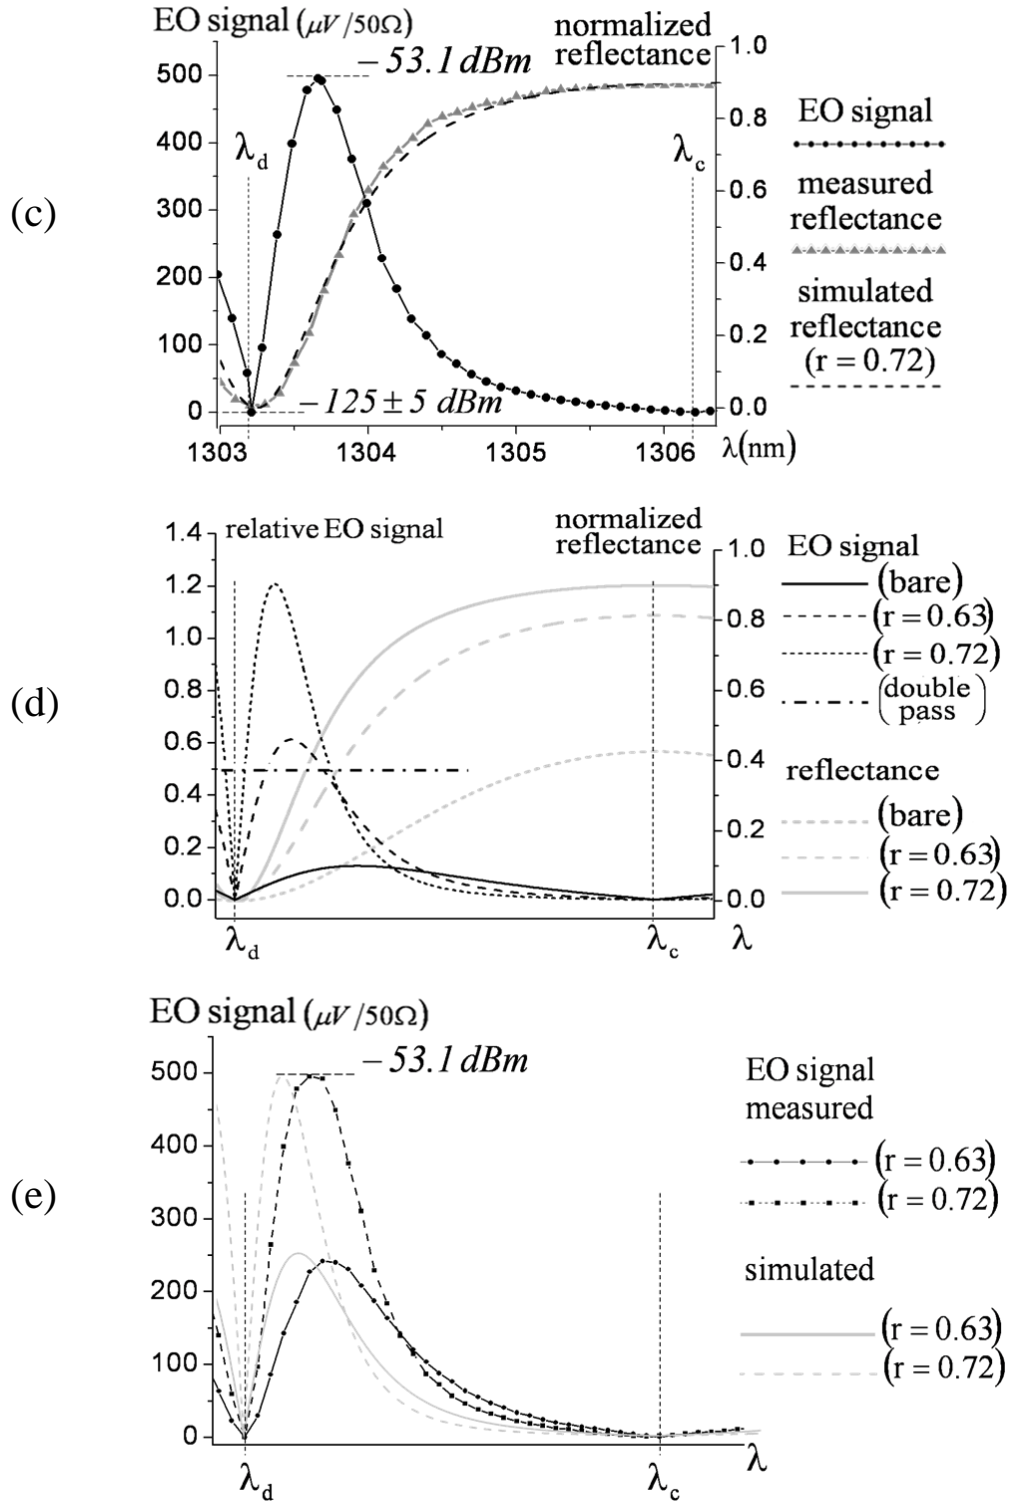 (c)
EO signal (μV/50Ω)
normalized
reflectance
−53.1 dBm
−125±5 dBm
λd
λc
500
400
300
200
100
0
1.0
0.8
0.6
0.4
0.2
0.0
1303
1304
1305
1306
λ(nm)
EO signal
measured
reflectance
simulated
reflectance
(r = 0.72)
(d)
relative EO signal
normalized
reflectance
1.4
1.2
1.0
0.8
0.6
0.4
0.2
0.0
1.0
0.8
0.6
0.4
0.2
0.0
λd
λc
λ
EO signal
(bare)
(r = 0.63)
(r = 0.72)
(double
pass)
reflectance
(bare)
(r = 0.63)
(r = 0.72)
(e)
EO signal (μV/50Ω)
−53.1 dBm
500
400
300
200
100
0
λd
λc
λ
EO signal
measured
(r = 0.63)
(r = 0.72)
simulated
(r = 0.63)
(r = 0.72)